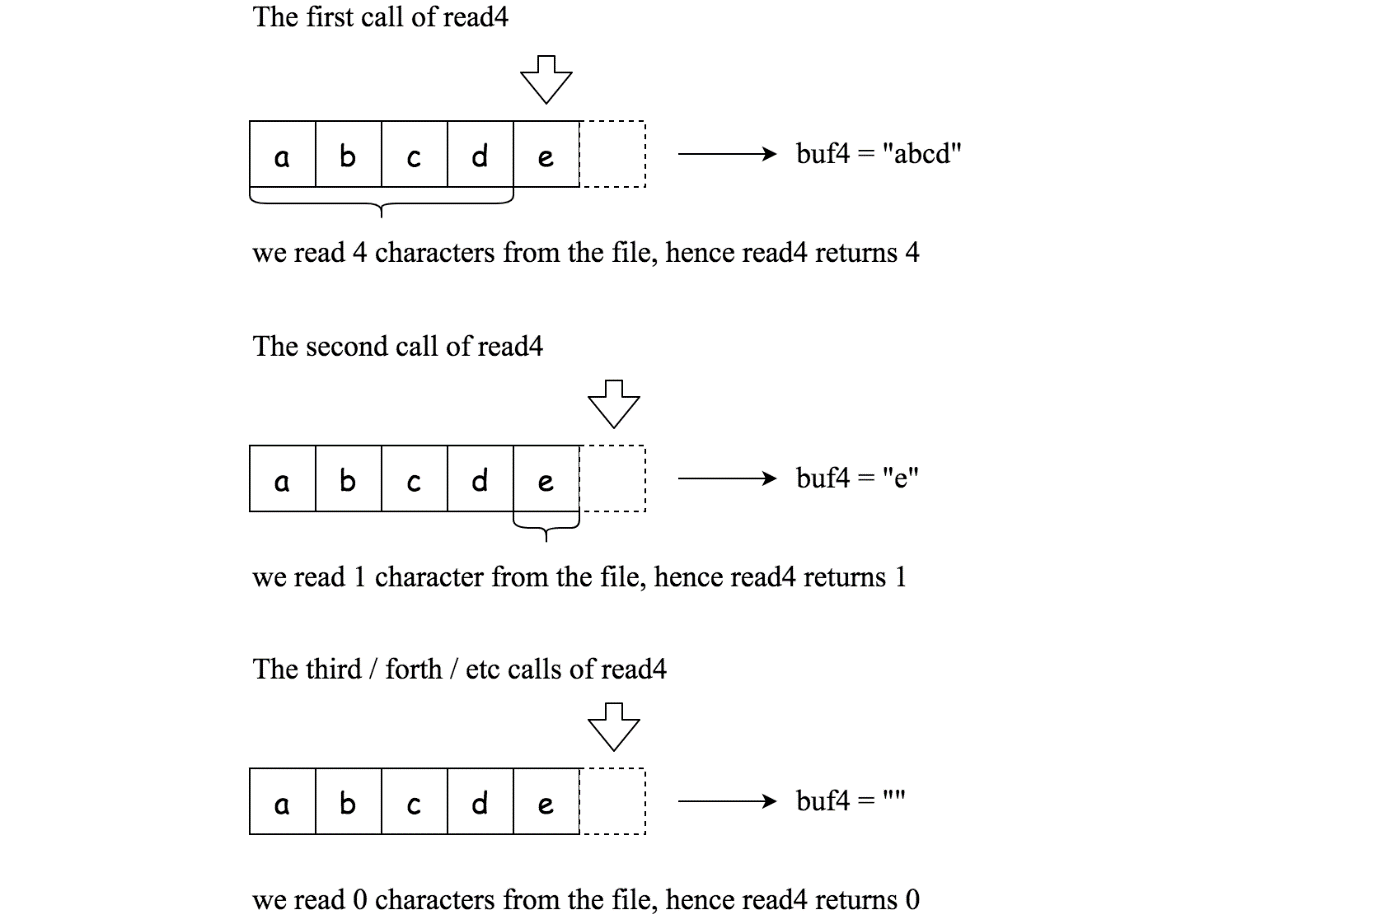 The first call of read4
a b c d e
buf4 = "abcd"
we read 4 characters from the file, hence read4 returns 4
The second call of read4
a b c d e
buf4 = "e"
we read 1 character from the file, hence read4 returns 1
The third / forth / etc calls of read4
a b c d e
buf4 = ""
we read 0 characters from the file, hence read4 returns 0